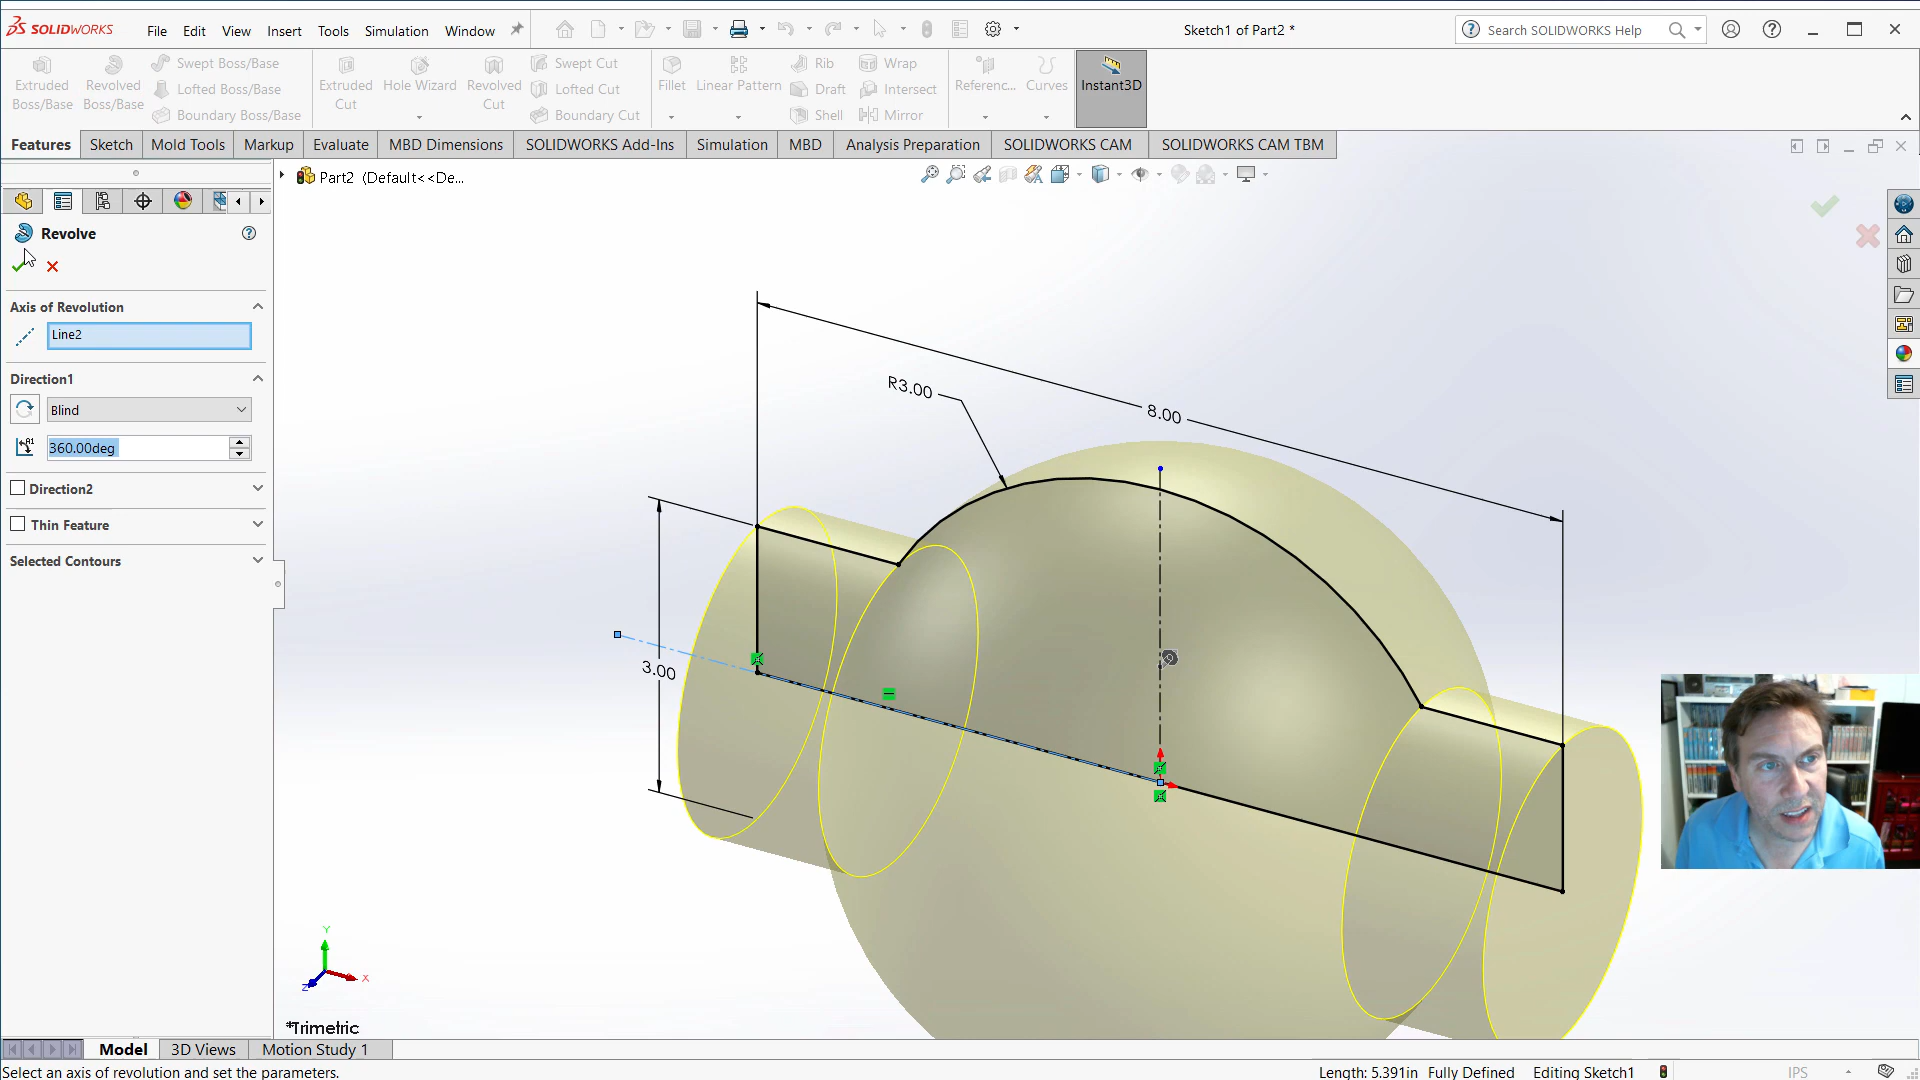 SOLIDWORKS File Edit View Insert Tools Simulation Window Sketch1 of Part2 * Search SOLIDWORKS Help
Extruded Boss/Base
Revolved Boss/Base
Swept Boss/Base
Lofted Boss/Base
Boundary Boss/Base
Extruded Cut
Hole Wizard
Revolved Cut
Swept Cut
Lofted Cut
Boundary Cut
Fillet
Linear Pattern
Rib
Draft
Shell
Wrap
Intersect
Mirror
Referenc...
Curves
Instant3D
Features Sketch Mold Tools Markup Evaluate MBD Dimensions SOLIDWORKS Add-Ins Simulation MBD Analysis Preparation SOLIDWORKS CAM SOLIDWORKS CAM TBM
Part2 (Default<<De...
Revolve
Axis of Revolution
Line2
Direction1
Blind
360.00deg
Direction2
Thin Feature
Selected Contours
R3.00
8.00
3.00
Y
X
Z
*Trimetric
Model 3D Views Motion Study 1
Select an axis of revolution and set the parameters. Length: 5.391in Fully Defined Editing Sketch1 IPS